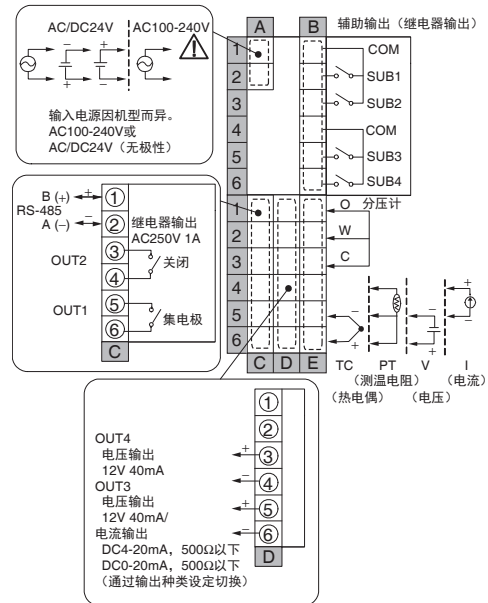 AC/DC24V AC100-240V
− + 
+ −
输入电源因机型而异。
AC100-240V或
AC/DC24V（无极性）
A B
1
2
3
4
5
6
辅助输出（继电器输出）
COM
SUB1
SUB2
COM
SUB3
SUB4
1
2
3
4
5
6
C D E
O 分压计
W
C
− +
− +
+ −
TC PT V I
（测温电阻） （电流）
（热电偶） （电压）
B (+) + ①
RS-485
A (−) − ②
继电器输出
AC250V 1A
OUT2 ③ 关闭
④
OUT1 ⑤ 集电极
⑥
C
①
②
OUT4
电压输出 + ③
12V 40mA − ④
OUT3
电压输出 + ⑤
12V 40mA/
电流输出 − ⑥
DC4-20mA，500Ω以下
DC0-20mA，500Ω以下
（通过输出种类设定切换）
D